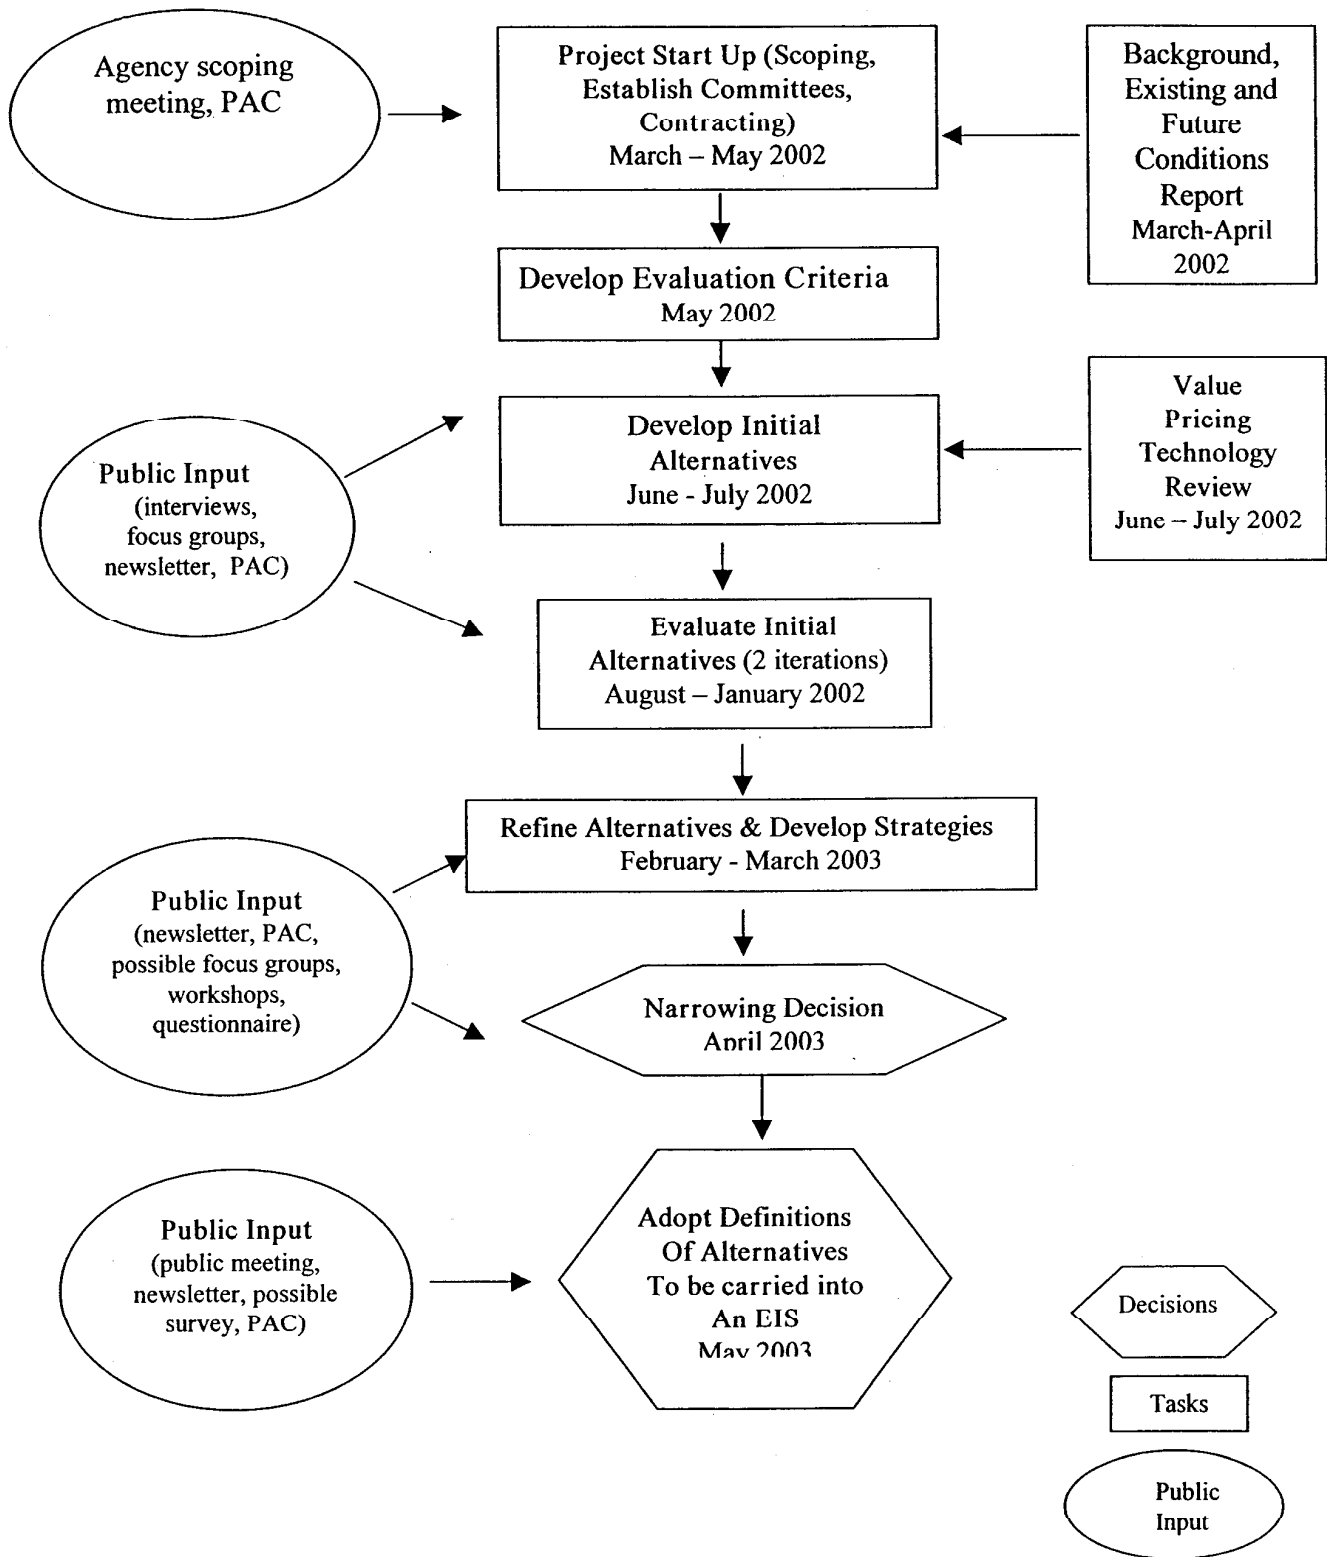 Agency scoping
meeting, PAC
Project Start Up (Scoping,
Establish Committees,
Contracting)
March – May 2002
Background,
Existing and
Future
Conditions
Report
March-April
2002
Develop Evaluation Criteria
May 2002
Public Input
(interviews,
focus groups,
newsletter, PAC)
Develop Initial
Alternatives
June - July 2002
Value
Pricing
Technology
Review
June – July 2002
Evaluate Initial
Alternatives (2 iterations)
August – January 2002
Refine Alternatives & Develop Strategies
February - March 2003
Public Input
(newsletter, PAC,
possible focus groups,
workshops,
questionnaire)
Narrowing Decision
April 2003
Public Input
(public meeting,
newsletter, possible
survey, PAC)
Adopt Definitions
Of Alternatives
To be carried into
An EIS
May 2003
Decisions
Tasks
Public
Input